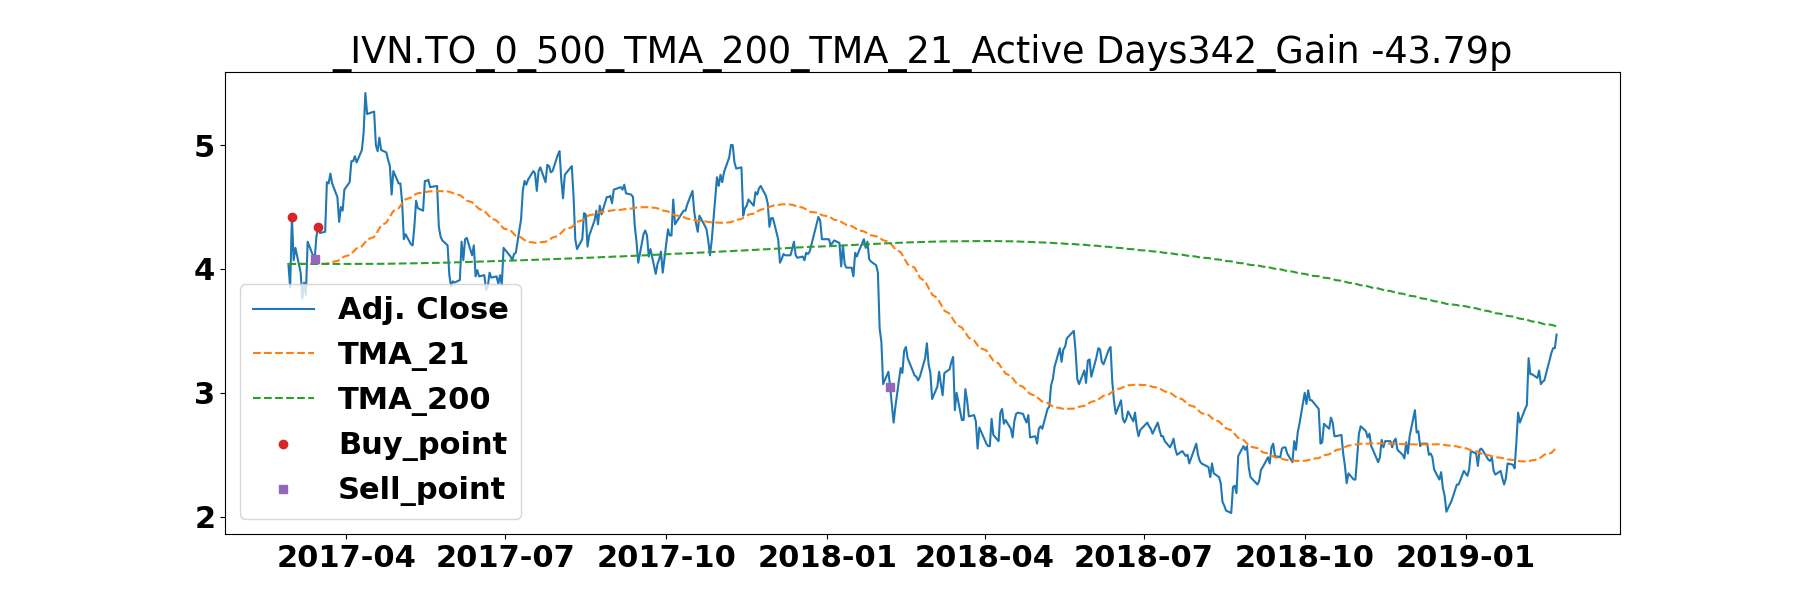 _IVN.TO_0_500_TMA_200_TMA_21_Active Days342_Gain -43.79p
5
4
3
2
Adj. Close
TMA_21
TMA_200
Buy_point
Sell_point
2017-04 2017-07 2017-10 2018-01 2018-04 2018-07 2018-10 2019-01